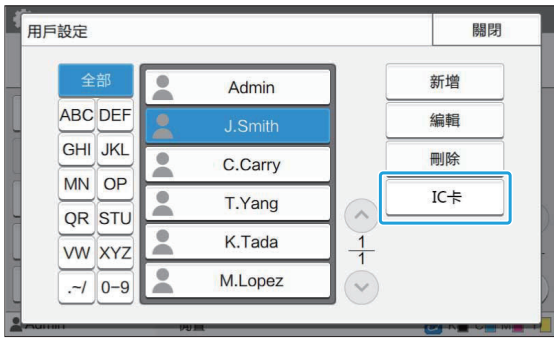 用戶設定
關閉
全部
ABC DEF
GHI JKL
MN OP
QR STU
VW XYZ
.~/ 0-9
Admin
J.Smith
C.Carry
T.Yang
K.Tada
M.Lopez
1
1
新增
編輯
刪除
IC卡
Admin